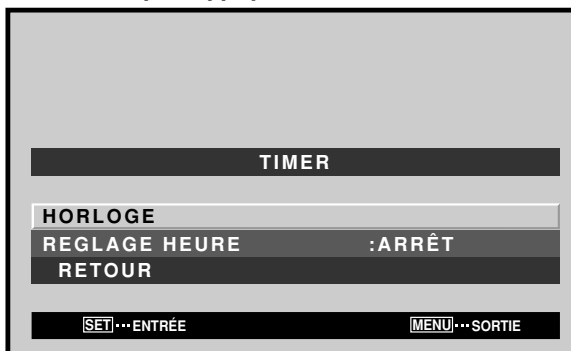 TIMER
HORLOGE
REGLAGE HEURE :ARRÊT
RETOUR
SET···ENTRÉE MENU···SORTIE